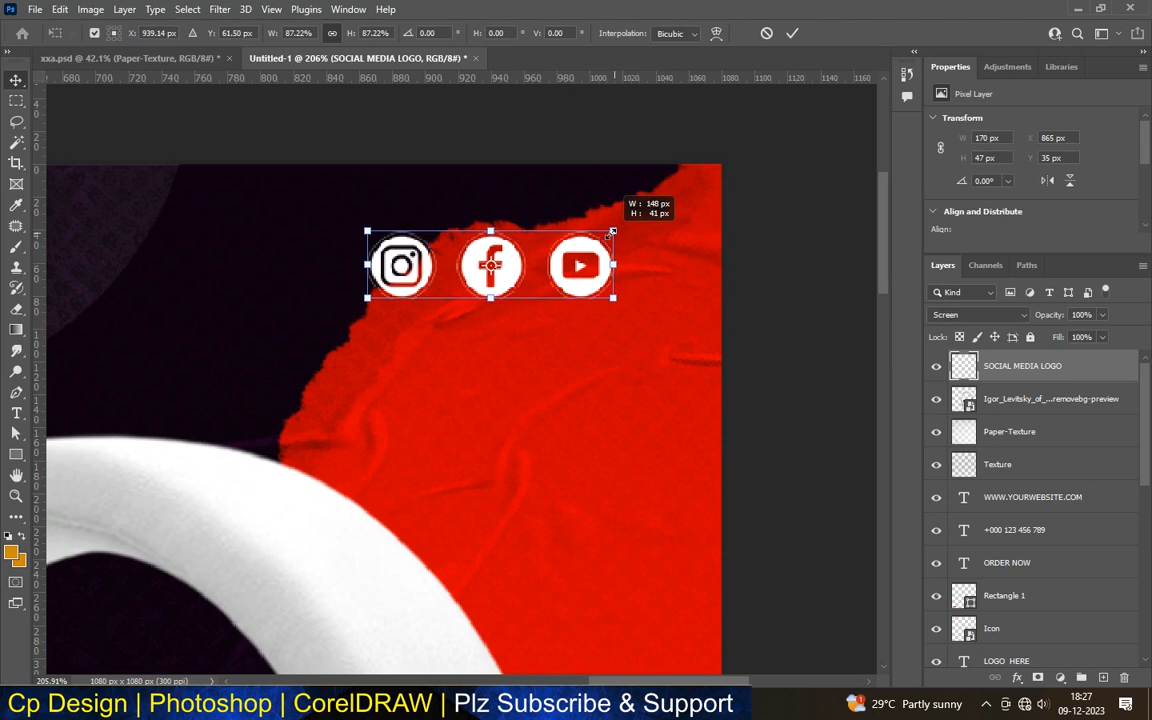 File Edit Image Layer Type Select Filter 3D View Plugins Window Help
X: 939.14 px Y: 61.50 px W: 87.22% H: 87.22% 0.00 ° H: 0.00 ° V: 0.00 ° Interpolation: Bicubic
xxa.psd @ 42.1% (Paper-Texture, RGB/8#) * × Untitled-1 @ 206% (SOCIAL MEDIA LOGO, RGB/8#) * ×
680 700 720 740 760 780 800 820 840 860 880 900 920 940 960 980 1000 1020 1040 1060 1080 1100 1120 1140 1160
Properties Adjustments Libraries
Pixel Layer
Transform
W 170 px X 865 px
H 47 px Y 35 px
0.00°
Align and Distribute
Align:
W : 148 px
H : 41 px
Layers Channels Paths
Kind
Screen Opacity: 100%
Lock: Fill: 100%
SOCIAL MEDIA LOGO
Igor_Levitsky_of_...removebg-preview
Paper-Texture
Texture
WWW.YOURWEBSITE.COM
+000 123 456 789
ORDER NOW
Rectangle 1
Icon
LOGO HERE
205.91% 1080 px x 1080 px (300 ppi)
Cp Design | Photoshop | CorelDRAW | Plz Subscribe & Support
29°C Partly sunny
18:27
09-12-2023